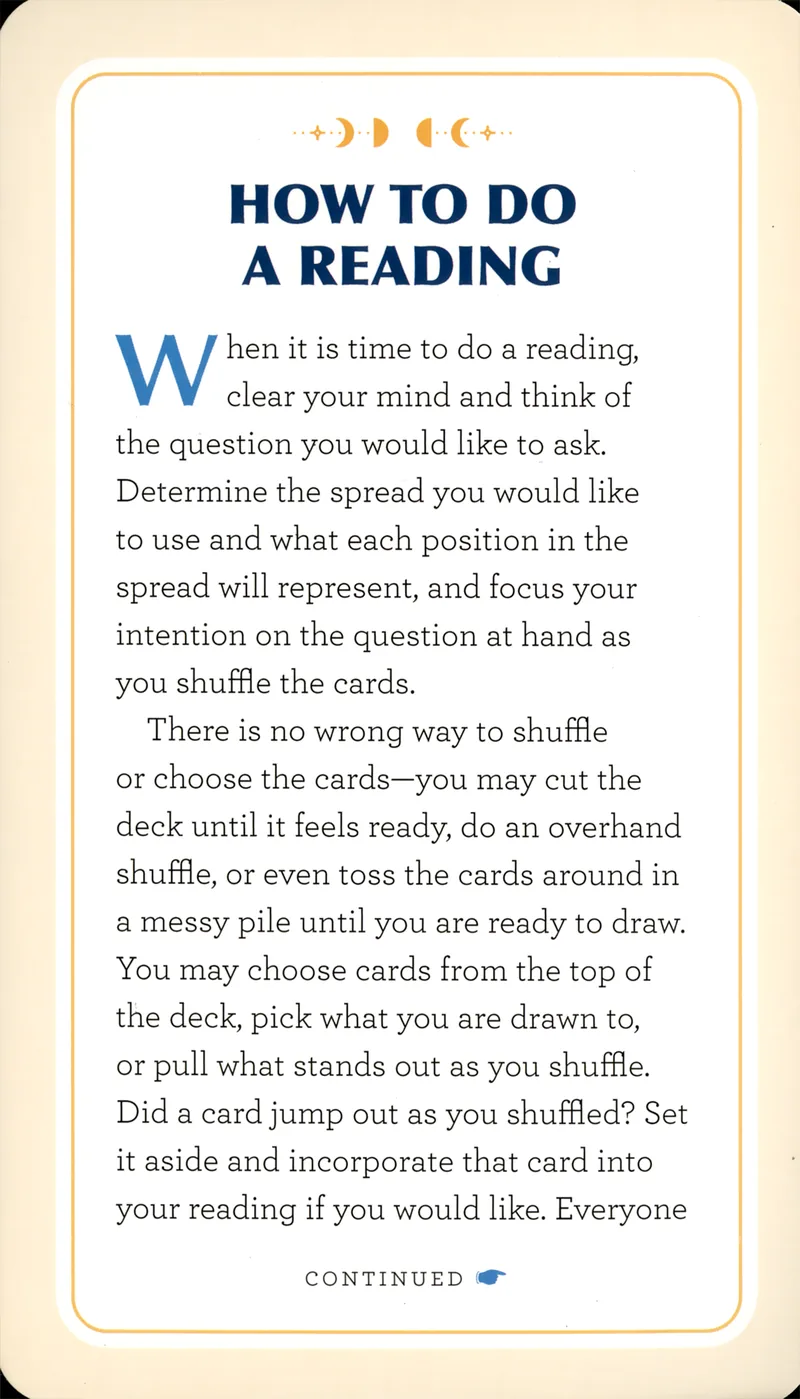 HOW TO DO
A READING
When it is time to do a reading,
clear your mind and think of
the question you would like to ask.
Determine the spread you would like
to use and what each position in the
spread will represent, and focus your
intention on the question at hand as
you shuffle the cards.
There is no wrong way to shuffle
or choose the cards—you may cut the
deck until it feels ready, do an overhand
shuffle, or even toss the cards around in
a messy pile until you are ready to draw.
You may choose cards from the top of
the deck, pick what you are drawn to,
or pull what stands out as you shuffle.
Did a card jump out as you shuffled? Set
it aside and incorporate that card into
your reading if you would like. Everyone
CONTINUED